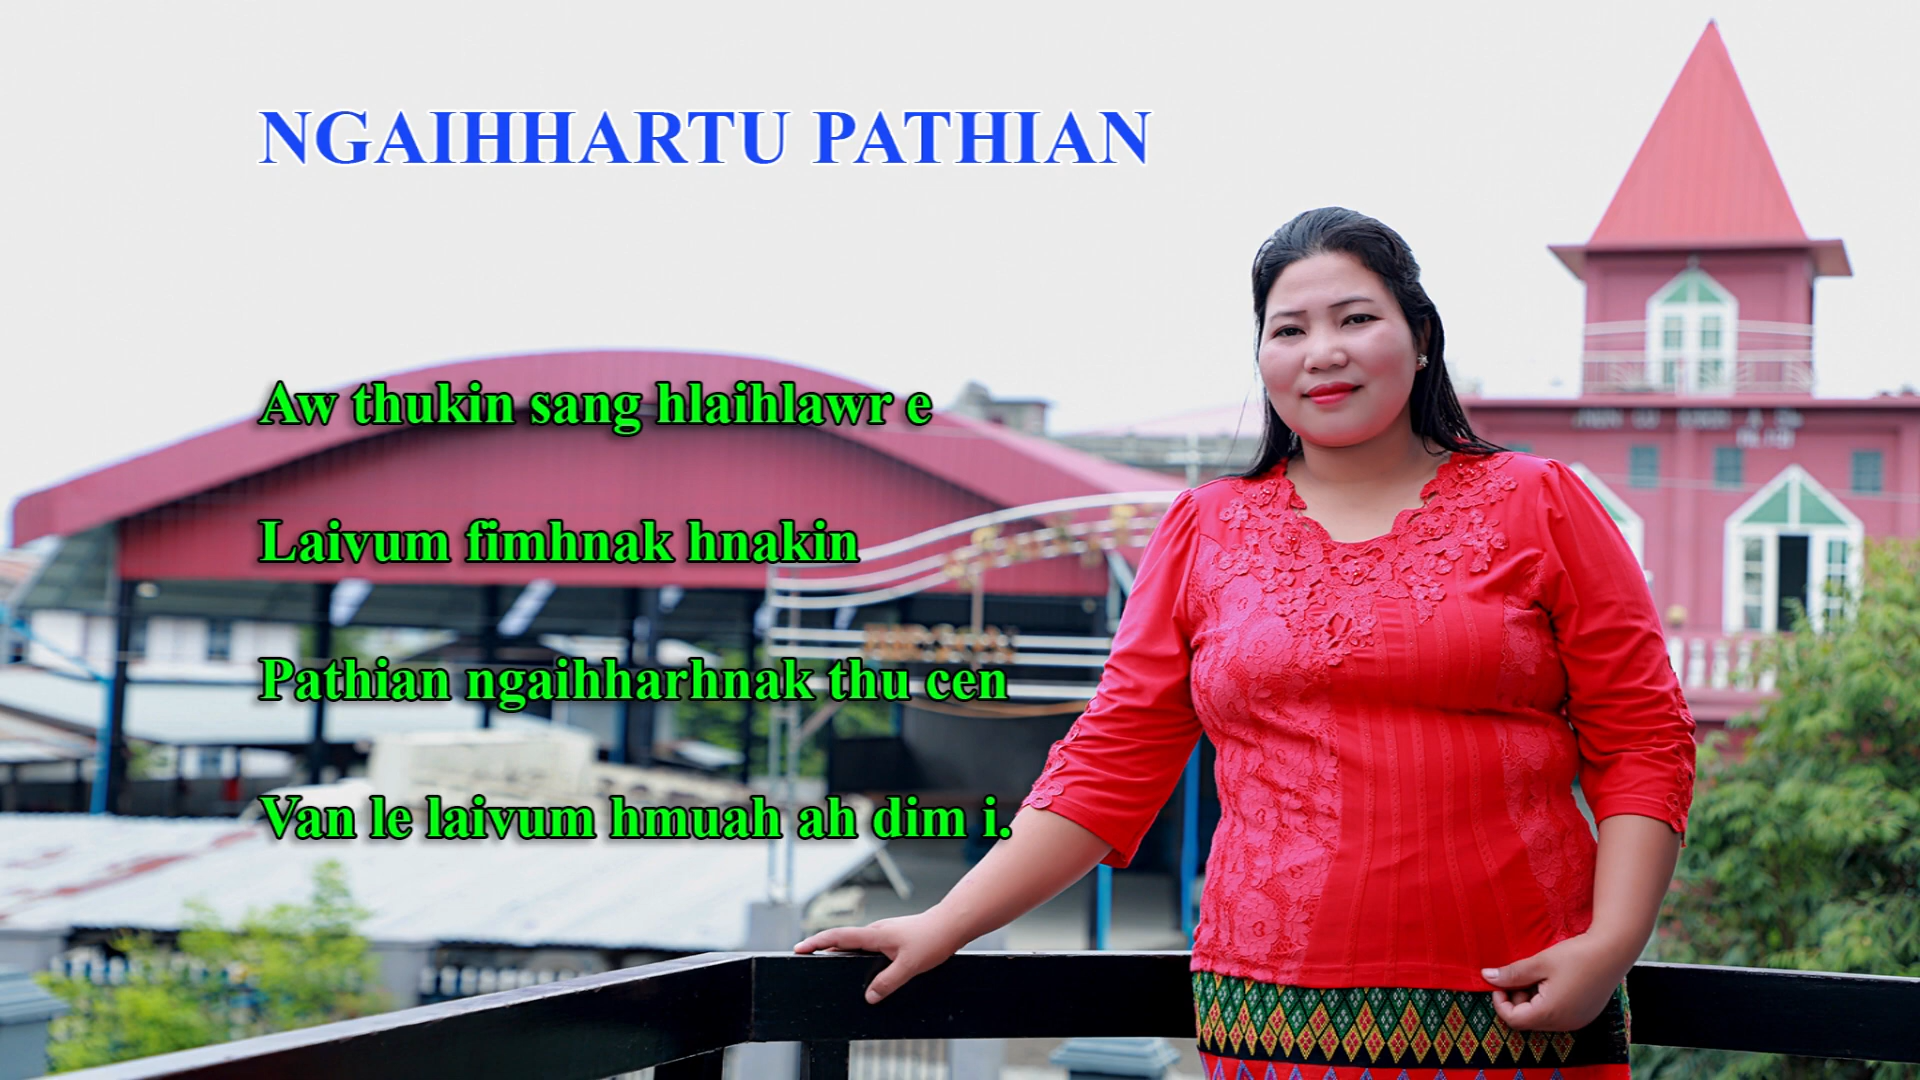 NGAIHHARTU PATHIAN
Aw thukin sang hlaihlawr e
Laivum fimhnak hnakin
Pathian ngaihharhnak thu cen
Van le laivum hmuah ah dim i.